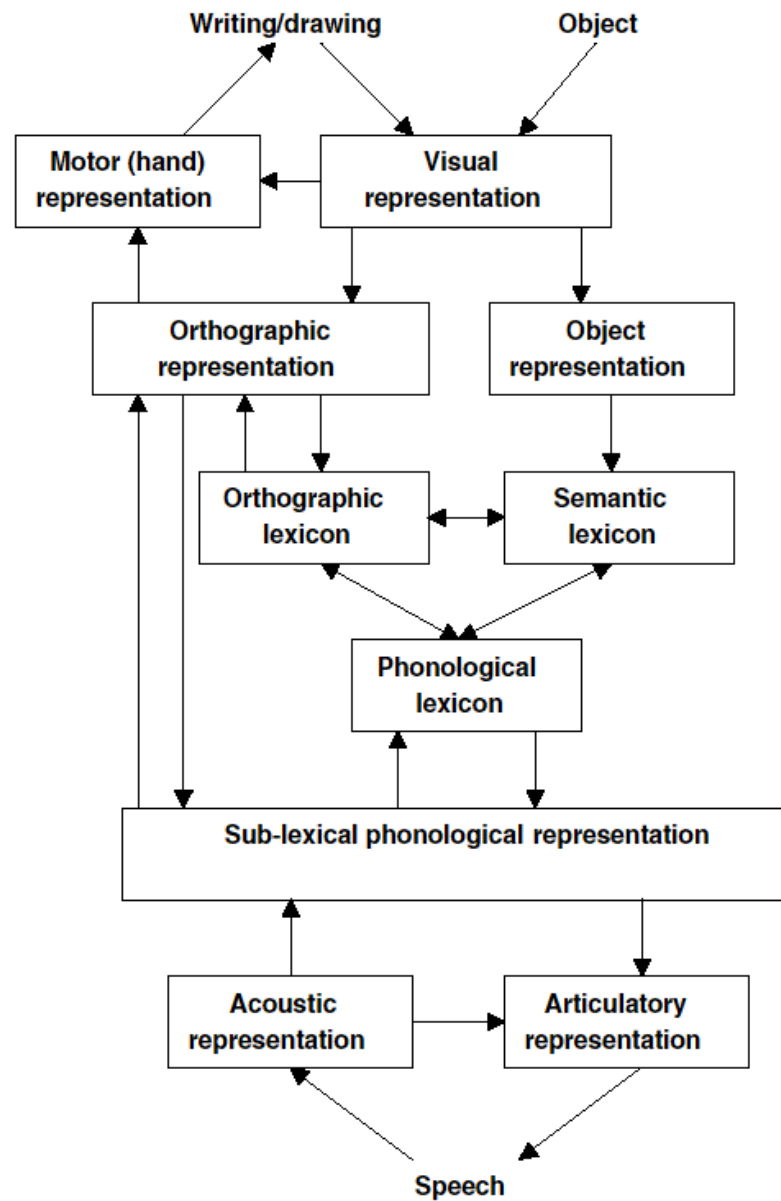 Writing/drawing
Object
Motor (hand)
representation
Visual
representation
Orthographic
representation
Object
representation
Orthographic
lexicon
Semantic
lexicon
Phonological
lexicon
Sub-lexical phonological representation
Acoustic
representation
Articulatory
representation
Speech